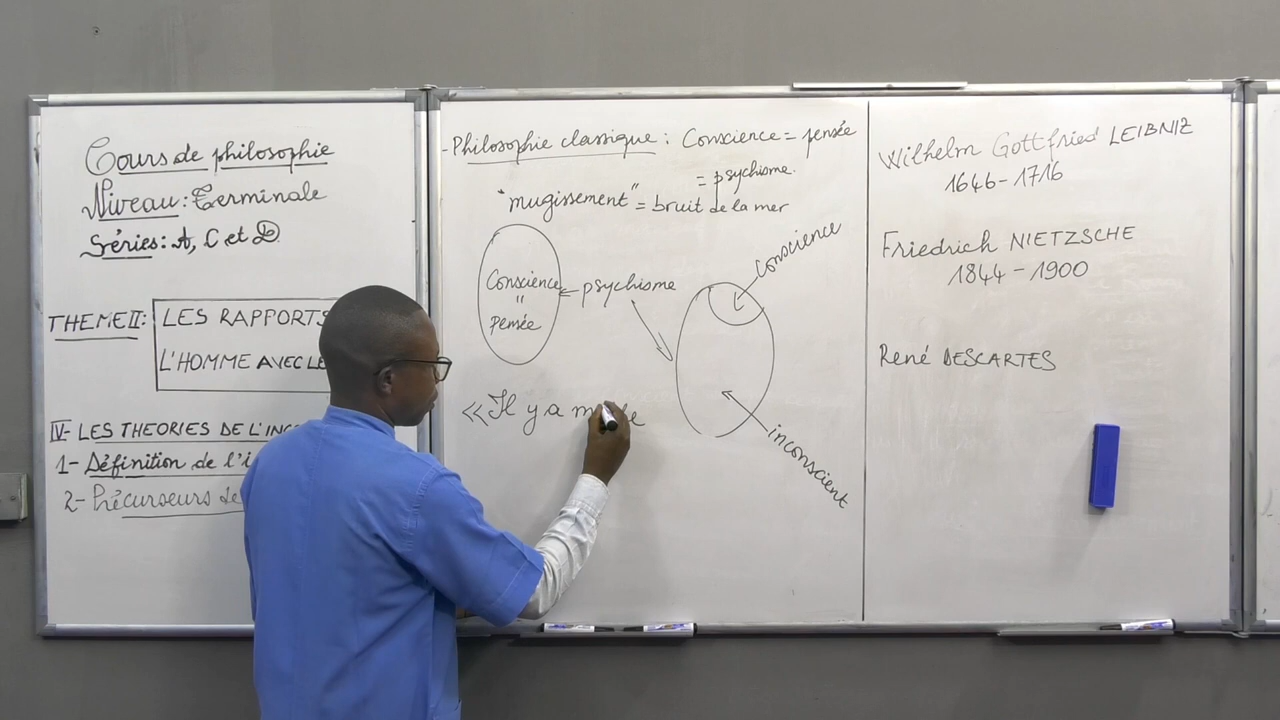 Cours de philosophie
Niveau: Terminale
Séries: A, C et D
THEME II:
LES RAPPORTS
L'HOMME AVEC LE
IV- LES THEORIES DE L'INC
1- Définition de l'i
2- Précurseurs de
- Philosophie classique: Conscience = pensée
= psychisme.
"mugissement" = bruit de la mer
Conscience
"
pensée
psychisme
conscience
inconscient
<< Il y a
Wilhelm Gottfried LEIBNIZ
1646-1716
Friedrich NIETZSCHE
1844-1900
René DESCARTES